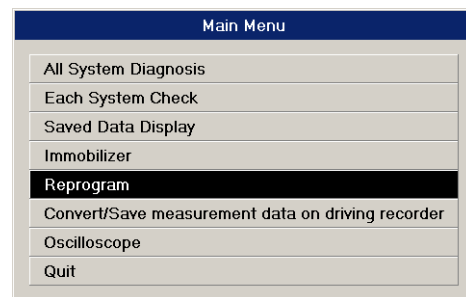 Main Menu
All System Diagnosis
Each System Check
Saved Data Display
Immobilizer
Reprogram
Convert/Save measurement data on driving recorder
Oscilloscope
Quit